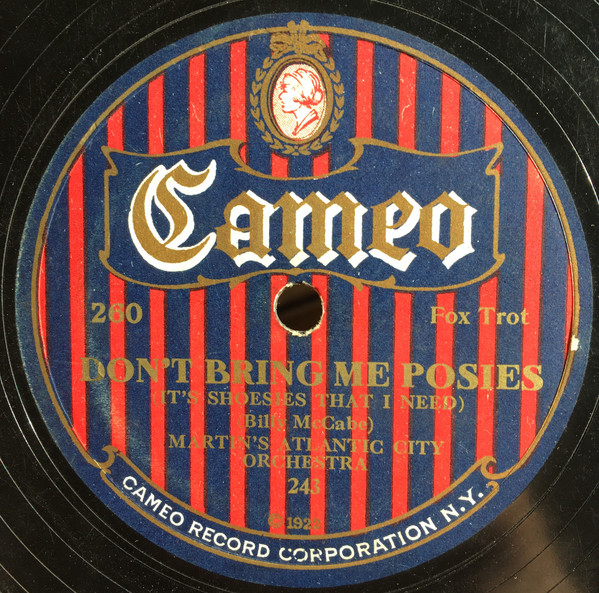 Cameo
260 Fox Trot
DON'T BRING ME POSIES
(IT'S SHOESIES THAT I NEED)
(Billy McCabe)
MARTIN'S ATLANTIC CITY
ORCHESTRA
243
©
CAMEO RECORD CORPORATION N.Y.